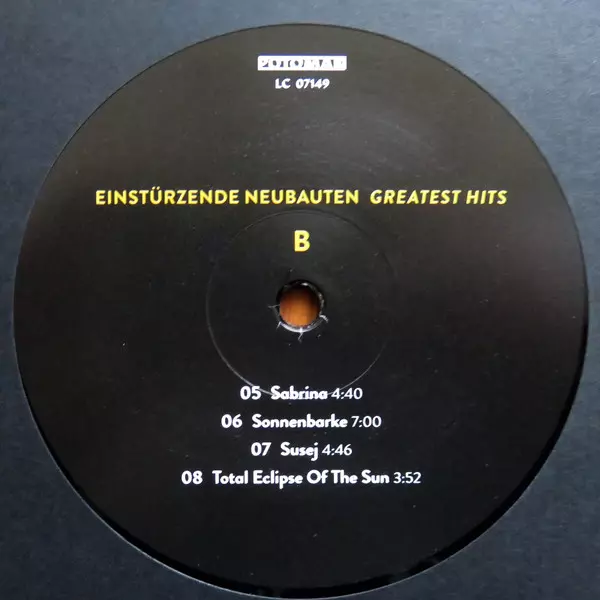 POTOMAK
LC 07149
EINSTÜRZENDE NEUBAUTEN GREATEST HITS
B
05 Sabrina 4:40
06 Sonnenbarke 7:00
07 Susej 4:46
08 Total Eclipse Of The Sun 3:52